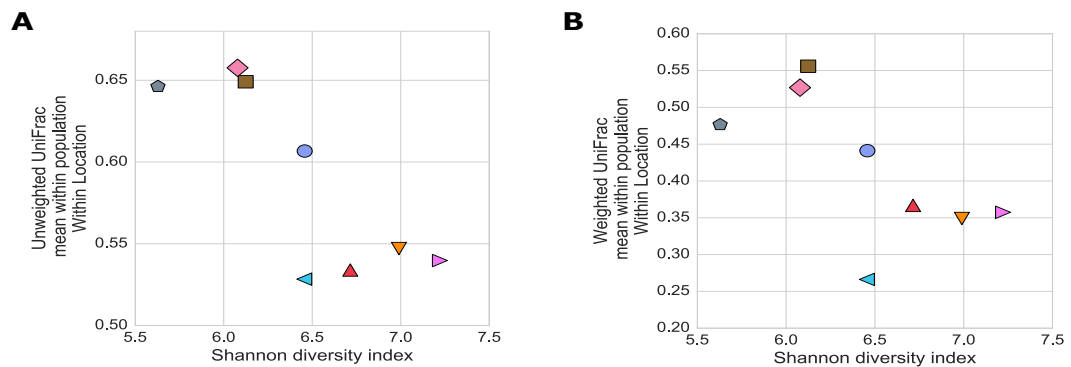 A
Unweighted UniFrac
mean within population
Within Location
0.65
0.60
0.55
0.50
5.5 6.0 6.5 7.0 7.5
Shannon diversity index
B
Weighted UniFrac
mean within population
Within Location
0.60
0.55
0.50
0.45
0.40
0.35
0.30
0.25
0.20
5.5 6.0 6.5 7.0 7.5
Shannon diversity index